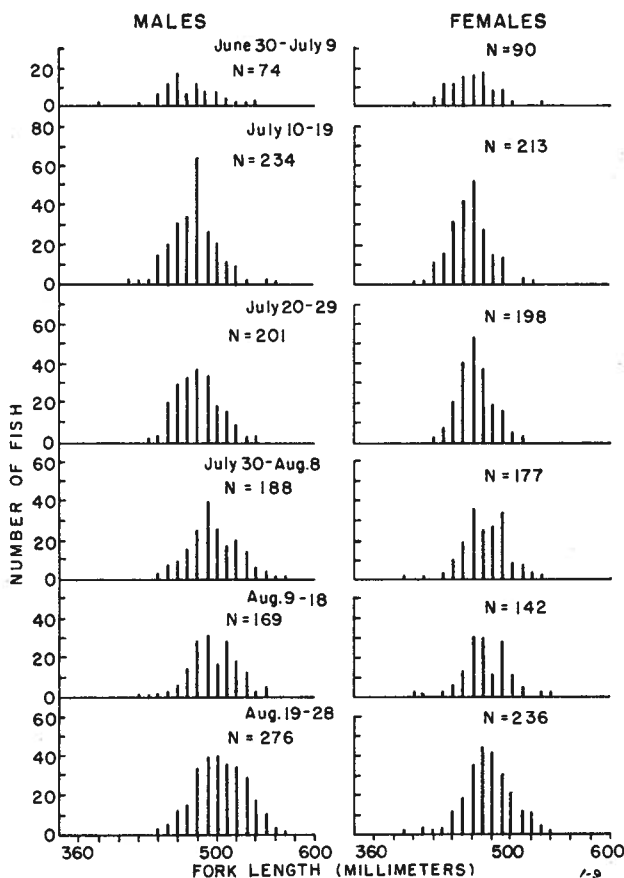 MALES FEMALES
June 30-July 9
N=74 N=90
20
0
July 10-19
N = 234 N = 213
80
60
40
20
0
July 20-29
N = 201 N = 198
60
40
20
0
July 30-Aug.8
N = 188 N = 177
60
40
20
0
Aug.9-18
N = 169 N = 142
40
20
0
Aug.19-28
N = 276 N = 236
60
40
20
0
NUMBER OF FISH
360 500 600 360 500 600
FORK LENGTH (MILLIMETERS)
1-9